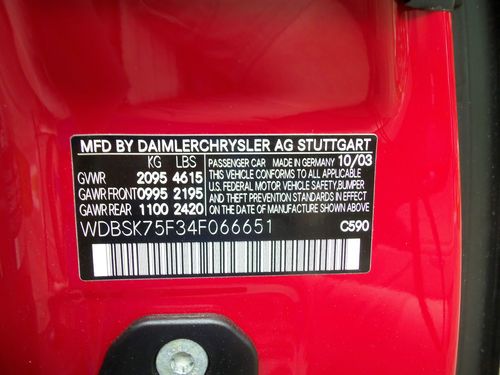 MFD BY DAIMLERCHRYSLER AG STUTTGART
KG LBS PASSENGER CAR MADE IN GERMANY 10/03
GVWR 2095 4615 THIS VEHICLE CONFORMS TO ALL APPLICABLE
GAWR FRONT 0995 2195 U.S. FEDERAL MOTOR VEHICLE SAFETY, BUMPER
AND THEFT PREVENTION STANDARDS IN EFFECT
GAWR REAR 1100 2420 ON THE DATE OF MANUFACTURE SHOWN ABOVE.
WDBSK75F34F066651 C590